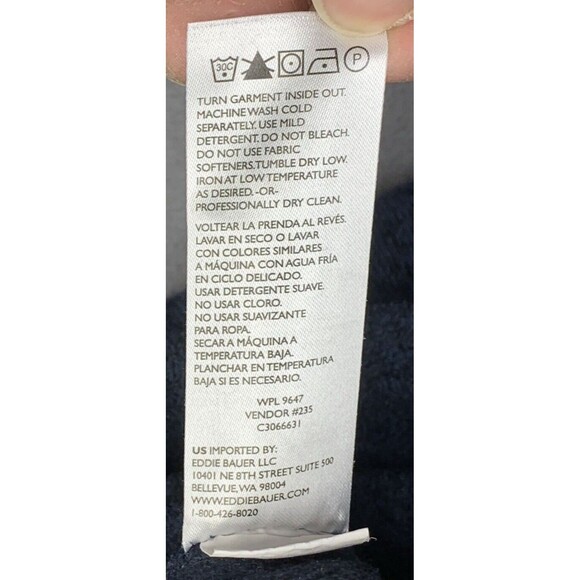 30C P
TURN GARMENT INSIDE OUT.
MACHINE WASH COLD
SEPARATELY. USE MILD
DETERGENT. DO NOT BLEACH.
DO NOT USE FABRIC
SOFTENERS. TUMBLE DRY LOW.
IRON AT LOW TEMPERATURE
AS DESIRED. -OR-
PROFESSIONALLY DRY CLEAN.
VOLTEAR LA PRENDA AL REVÉS.
LAVAR EN SECO O LAVAR
CON COLORES SIMILARES
A MÁQUINA CON AGUA FRÍA
EN CICLO DELICADO.
USAR DETERGENTE SUAVE.
NO USAR CLORO.
NO USAR SUAVIZANTE
PARA ROPA.
SECAR A MÁQUINA A
TEMPERATURA BAJA.
PLANCHAR EN TEMPERATURA
BAJA SI ES NECESARIO.
WPL 9647
VENDOR #235
C3066631
US IMPORTED BY:
EDDIE BAUER LLC
10401 NE 8TH STREET SUITE 500
BELLEVUE, WA 98004
WWW.EDDIEBAUER.COM
1-800-426-8020